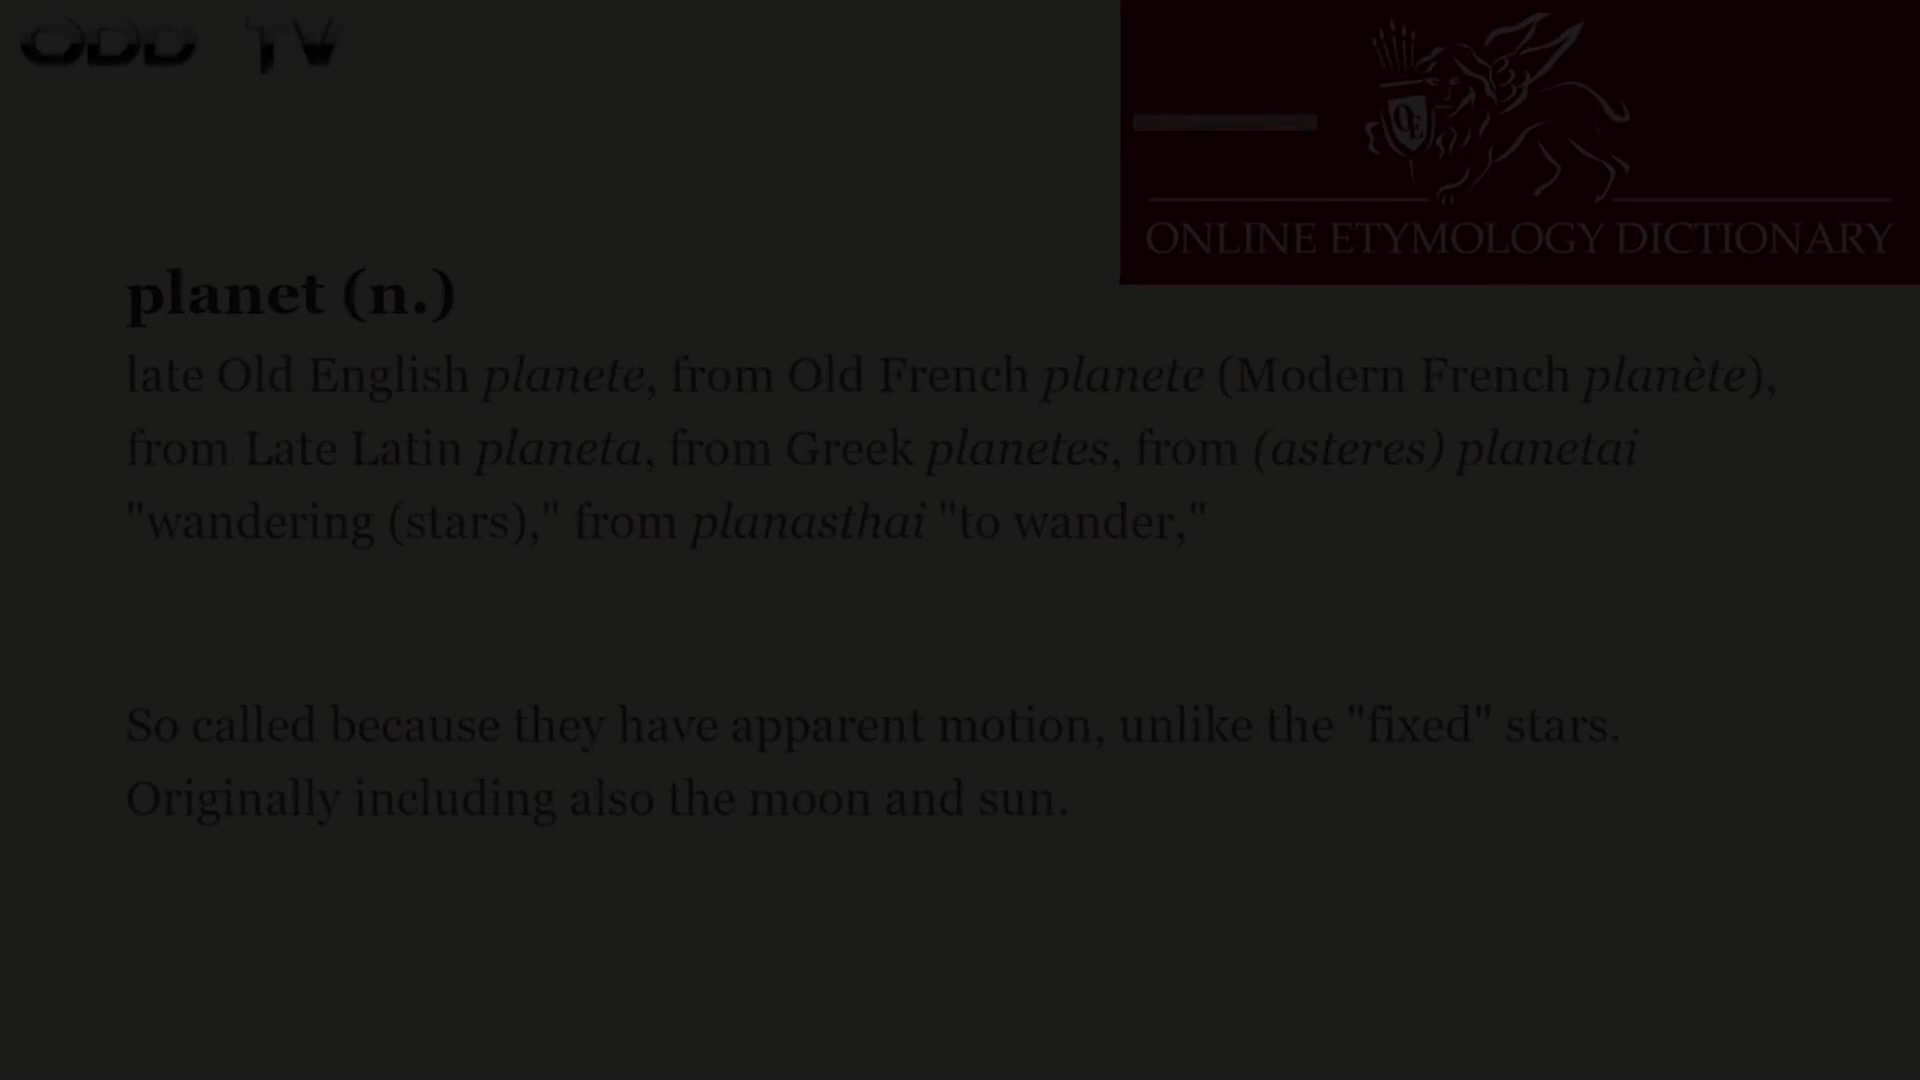 ODD TV
OE
ONLINE ETYMOLOGY DICTIONARY
planet (n.)
late Old English planete, from Old French planete (Modern French planète),
from Late Latin planeta, from Greek planetes, from (asteres) planetai
"wandering (stars)," from planasthai "to wander,"
So called because they have apparent motion, unlike the "fixed" stars.
Originally including also the moon and sun.